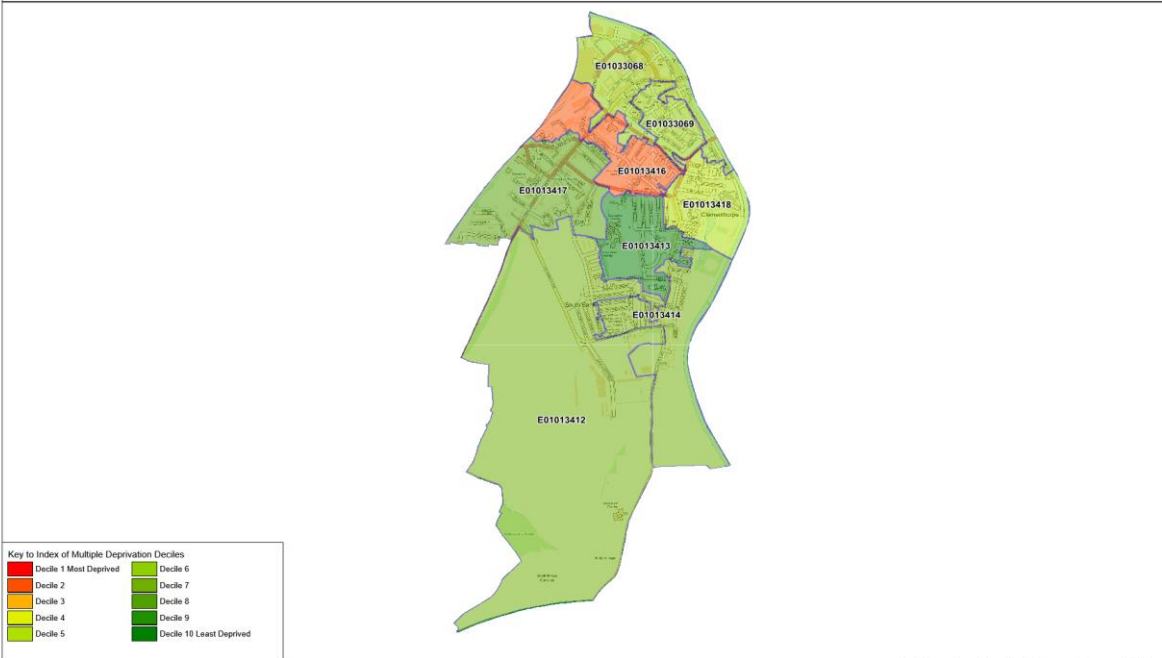 E01033068
E01033069
E01013416
E01013417
E01013418
Cleethorpes
E01013413
E01013414
E01013412
Key to Index of Multiple Deprivation Deciles
Decile 1 Most Deprived
Decile 2
Decile 3
Decile 4
Decile 5
Decile 6
Decile 7
Decile 8
Decile 9
Decile 10 Least Deprived